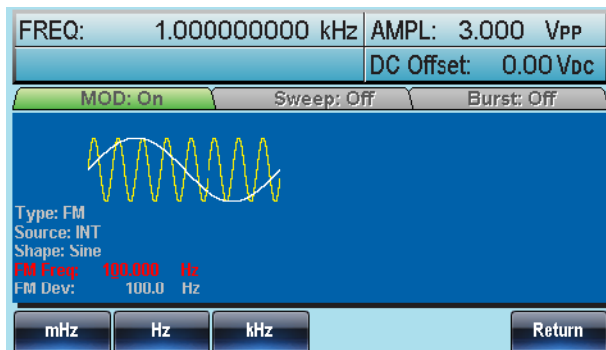 FREQ: 1.000000000 kHz AMPL: 3.000 VPP
DC Offset: 0.00 VDC
MOD: On Sweep: Off Burst: Off
Type: FM
Source: INT
Shape: Sine
FM Freq: 100.000 Hz
FM Dev: 100.0 Hz
mHz Hz kHz Return